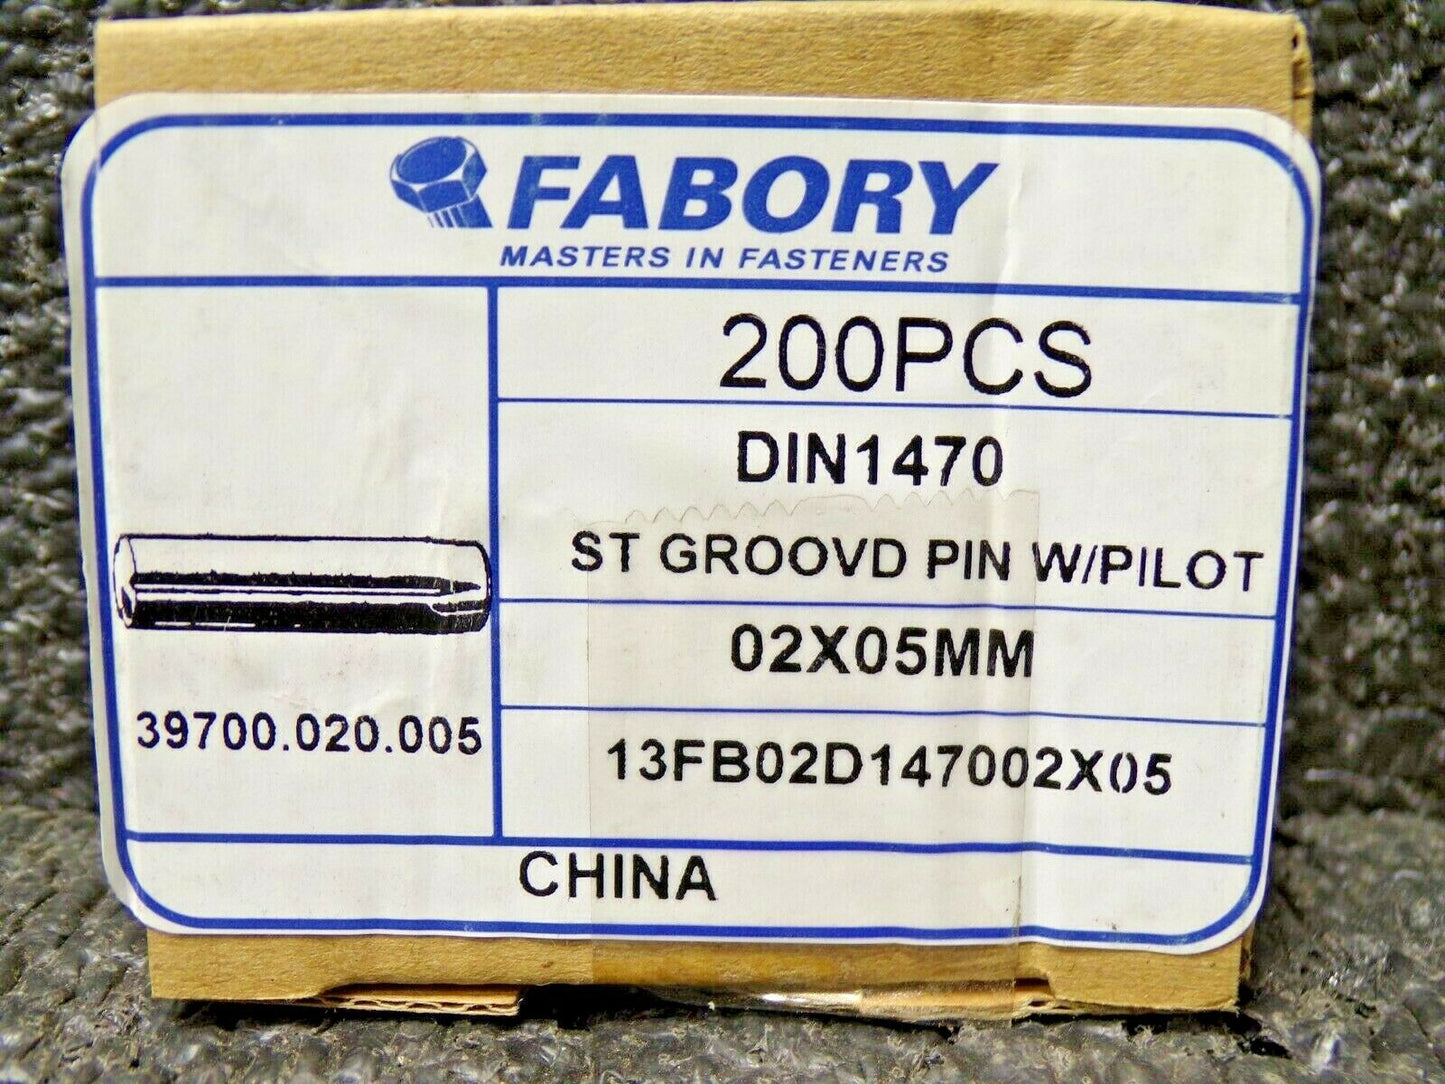 FABORY
MASTERS IN FASTENERS
200PCS
DIN1470
ST GROOVD PIN W/PILOT
02X05MM
39700.020.005
13FB02D147002X05
CHINA